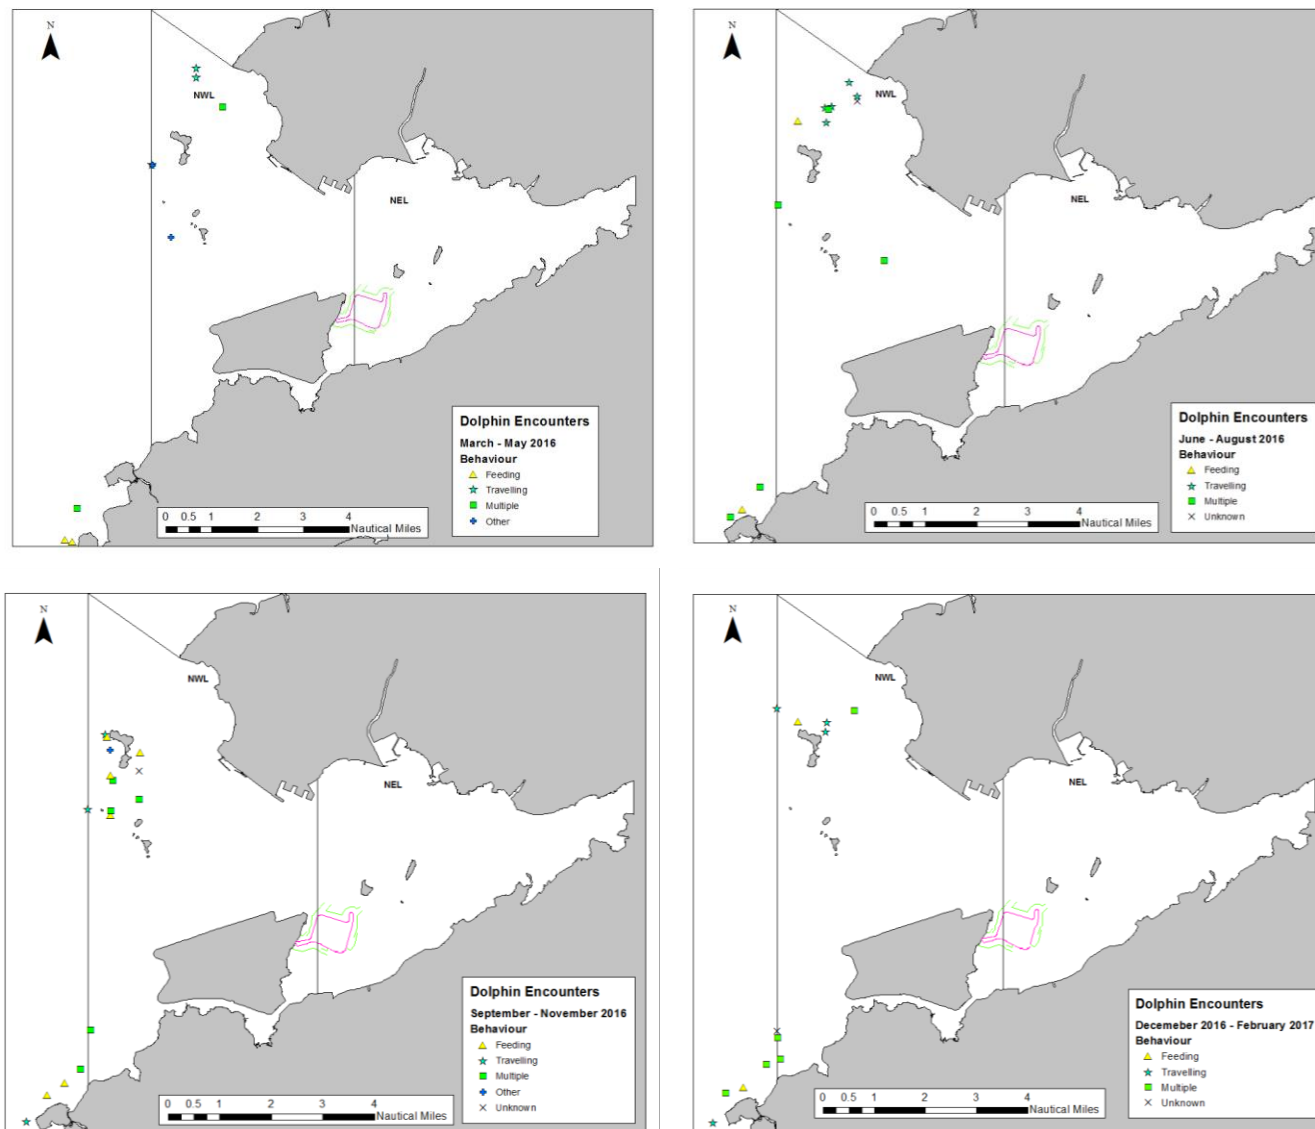 N
NWL
NEL
Dolphin Encounters
March - May 2016
Behaviour
Feeding
Travelling
Multiple
Other
0 0.5 1 2 3 4
Nautical Miles
N
NWL
NEL
Dolphin Encounters
June - August 2016
Behaviour
Feeding
Travelling
Multiple
Unknown
0 0.5 1 2 3 4
Nautical Miles
N
NWL
NEL
Dolphin Encounters
September - November 2016
Behaviour
Feeding
Travelling
Multiple
Other
Unknown
0 0.5 1 2 3 4
Nautical Miles
N
NWL
NEL
Dolphin Encounters
Decemeber 2016 - February 2017
Behaviour
Feeding
Travelling
Multiple
Unknown
0 0.5 1 2 3 4
Nautical Miles